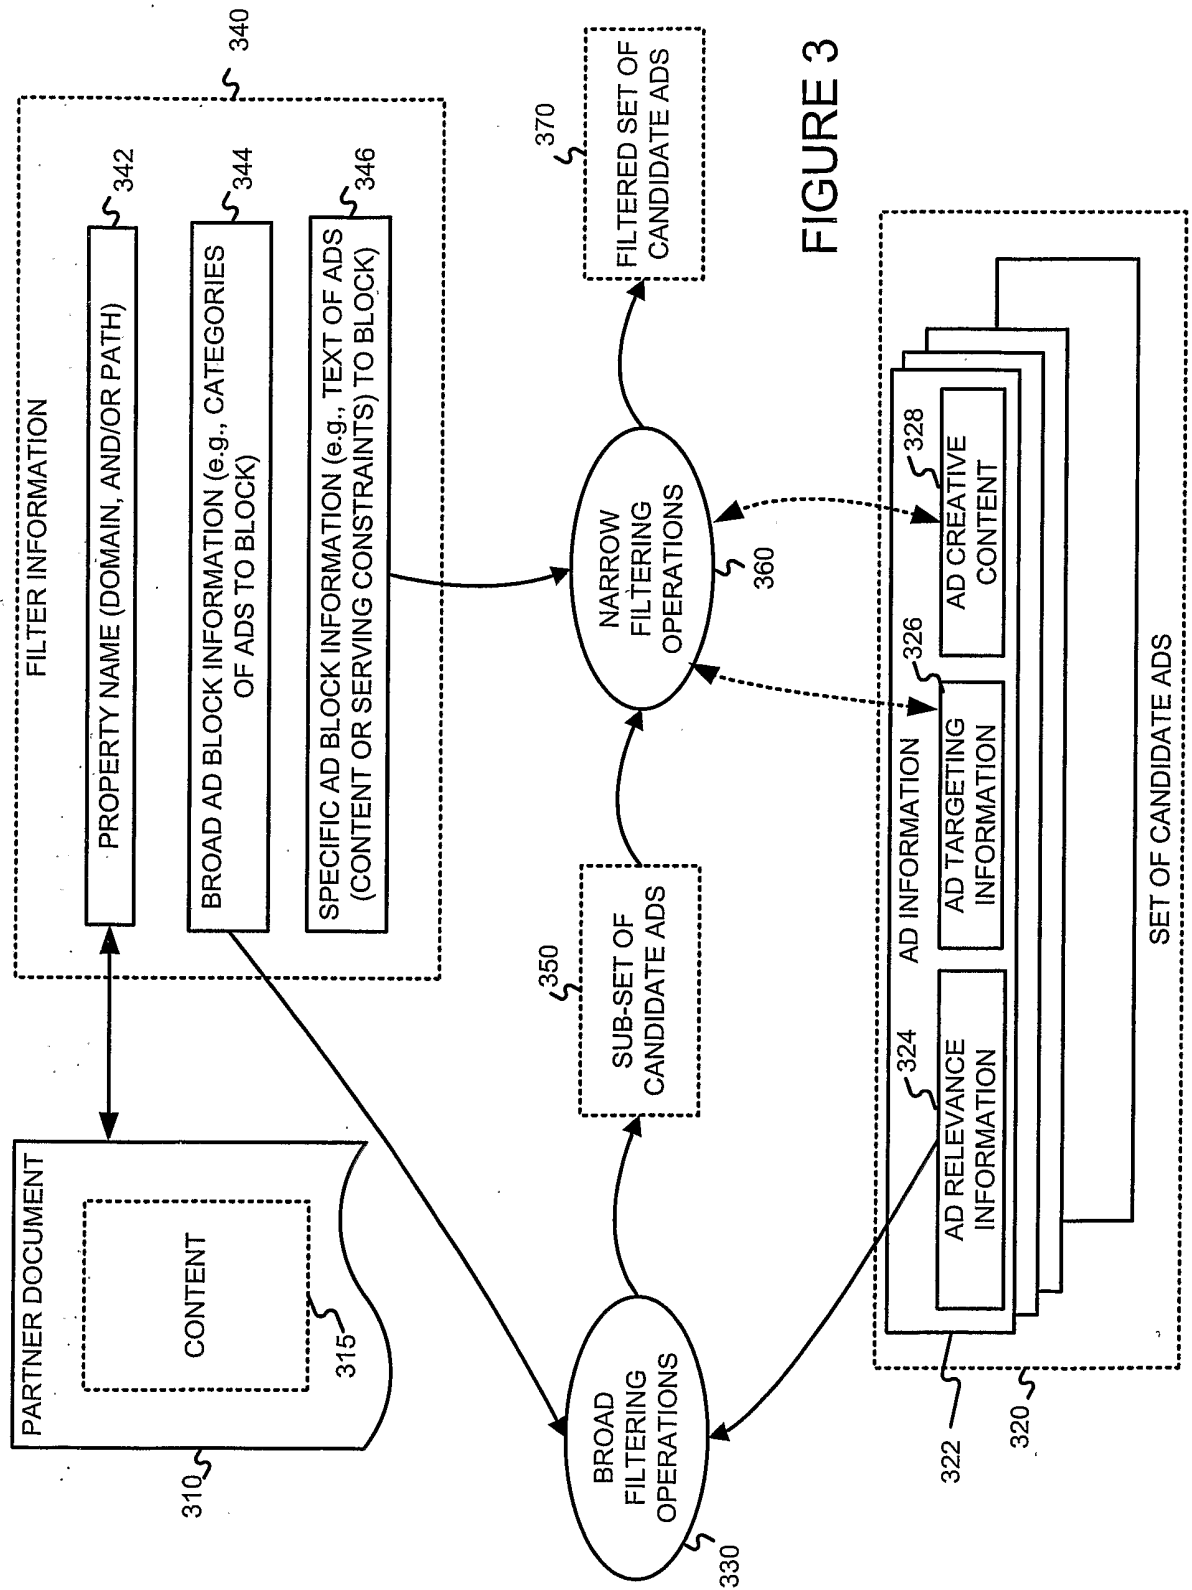 PARTNER DOCUMENT
CONTENT
310
315
FILTER INFORMATION
340
PROPERTY NAME (DOMAIN, AND/OR PATH)
342
BROAD AD BLOCK INFORMATION (e.g., CATEGORIES
OF ADS TO BLOCK)
344
SPECIFIC AD BLOCK INFORMATION (e.g., TEXT OF ADS
(CONTENT OR SERVING CONSTRAINTS) TO BLOCK)
346
BROAD
FILTERING
OPERATIONS
330
SUB-SET OF
CANDIDATE ADS
350
NARROW
FILTERING
OPERATIONS
360
FILTERED SET OF
CANDIDATE ADS
370
AD INFORMATION
AD RELEVANCE
INFORMATION
324
AD TARGETING
INFORMATION
326
AD CREATIVE
CONTENT
328
322
320
SET OF CANDIDATE ADS
FIGURE 3